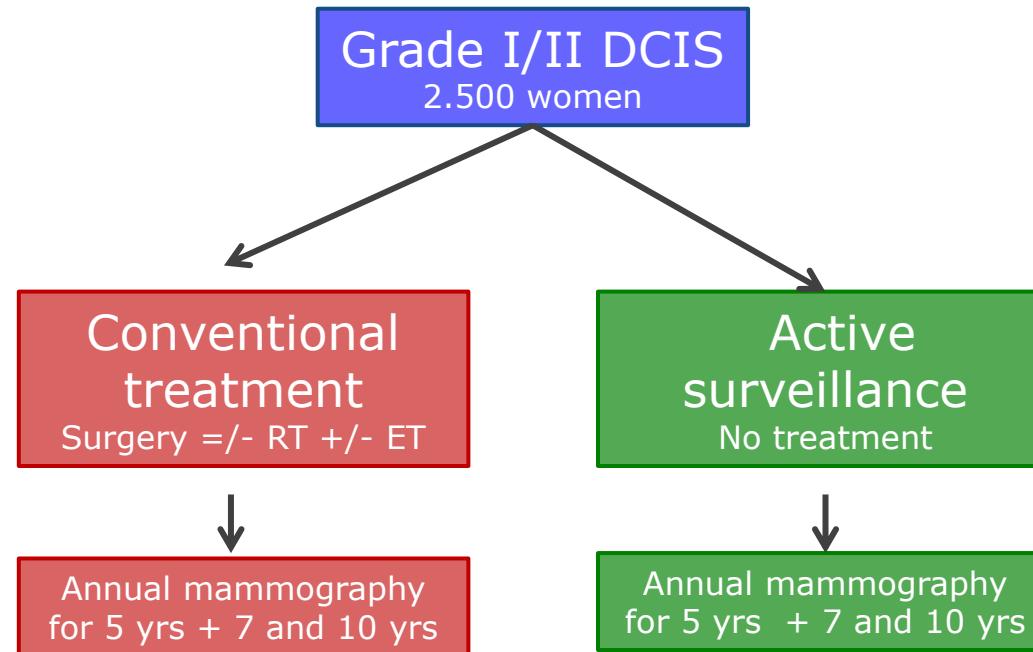 Grade I/II DCIS
2.500 women
Conventional
treatment
Surgery =/- RT +/- ET
Active
surveillance
No treatment
Annual mammography
for 5 yrs + 7 and 10 yrs
Annual mammography
for 5 yrs + 7 and 10 yrs